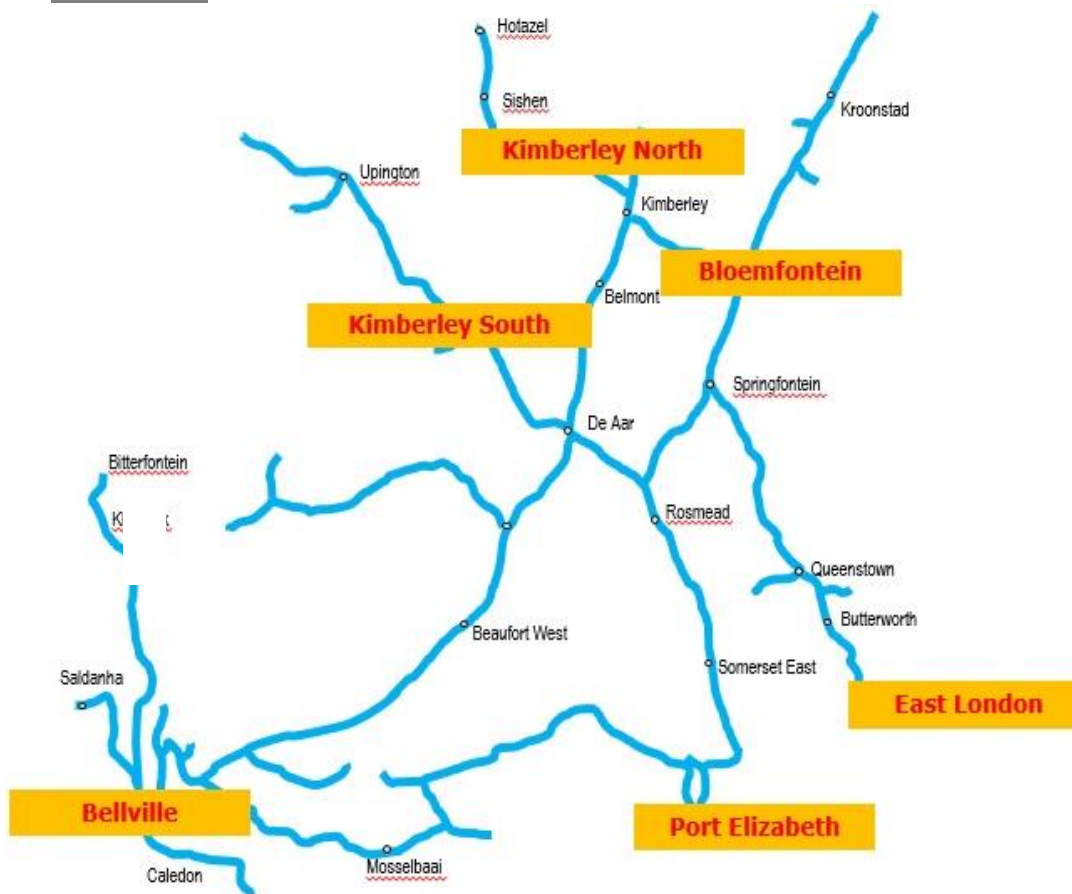 Hotazel
Sishen
Kroonstad
Kimberley North
Upington
Kimberley
Bloemfontein
Belmont
Kimberley South
Springfontein
De Aar
Bitterfontein
Rosmead
Queenstown
Butterworth
Beaufort West
Somerset East
Saldanha
East London
Bellville
Port Elizabeth
Mosselbaai
Caledon